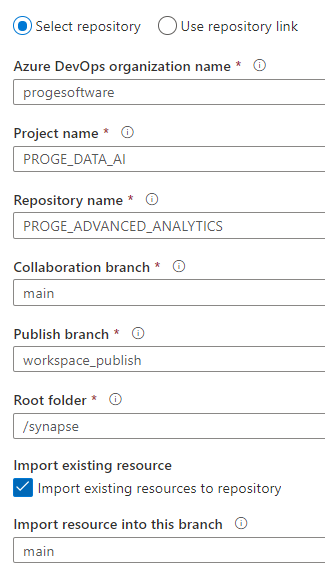 Select repository Use repository link
Azure DevOps organization name *
progesoftware
Project name *
PROGE_DATA_AI
Repository name *
PROGE_ADVANCED_ANALYTICS
Collaboration branch *
main
Publish branch *
workspace_publish
Root folder *
/synapse
Import existing resource
Import existing resources to repository
Import resource into this branch
main